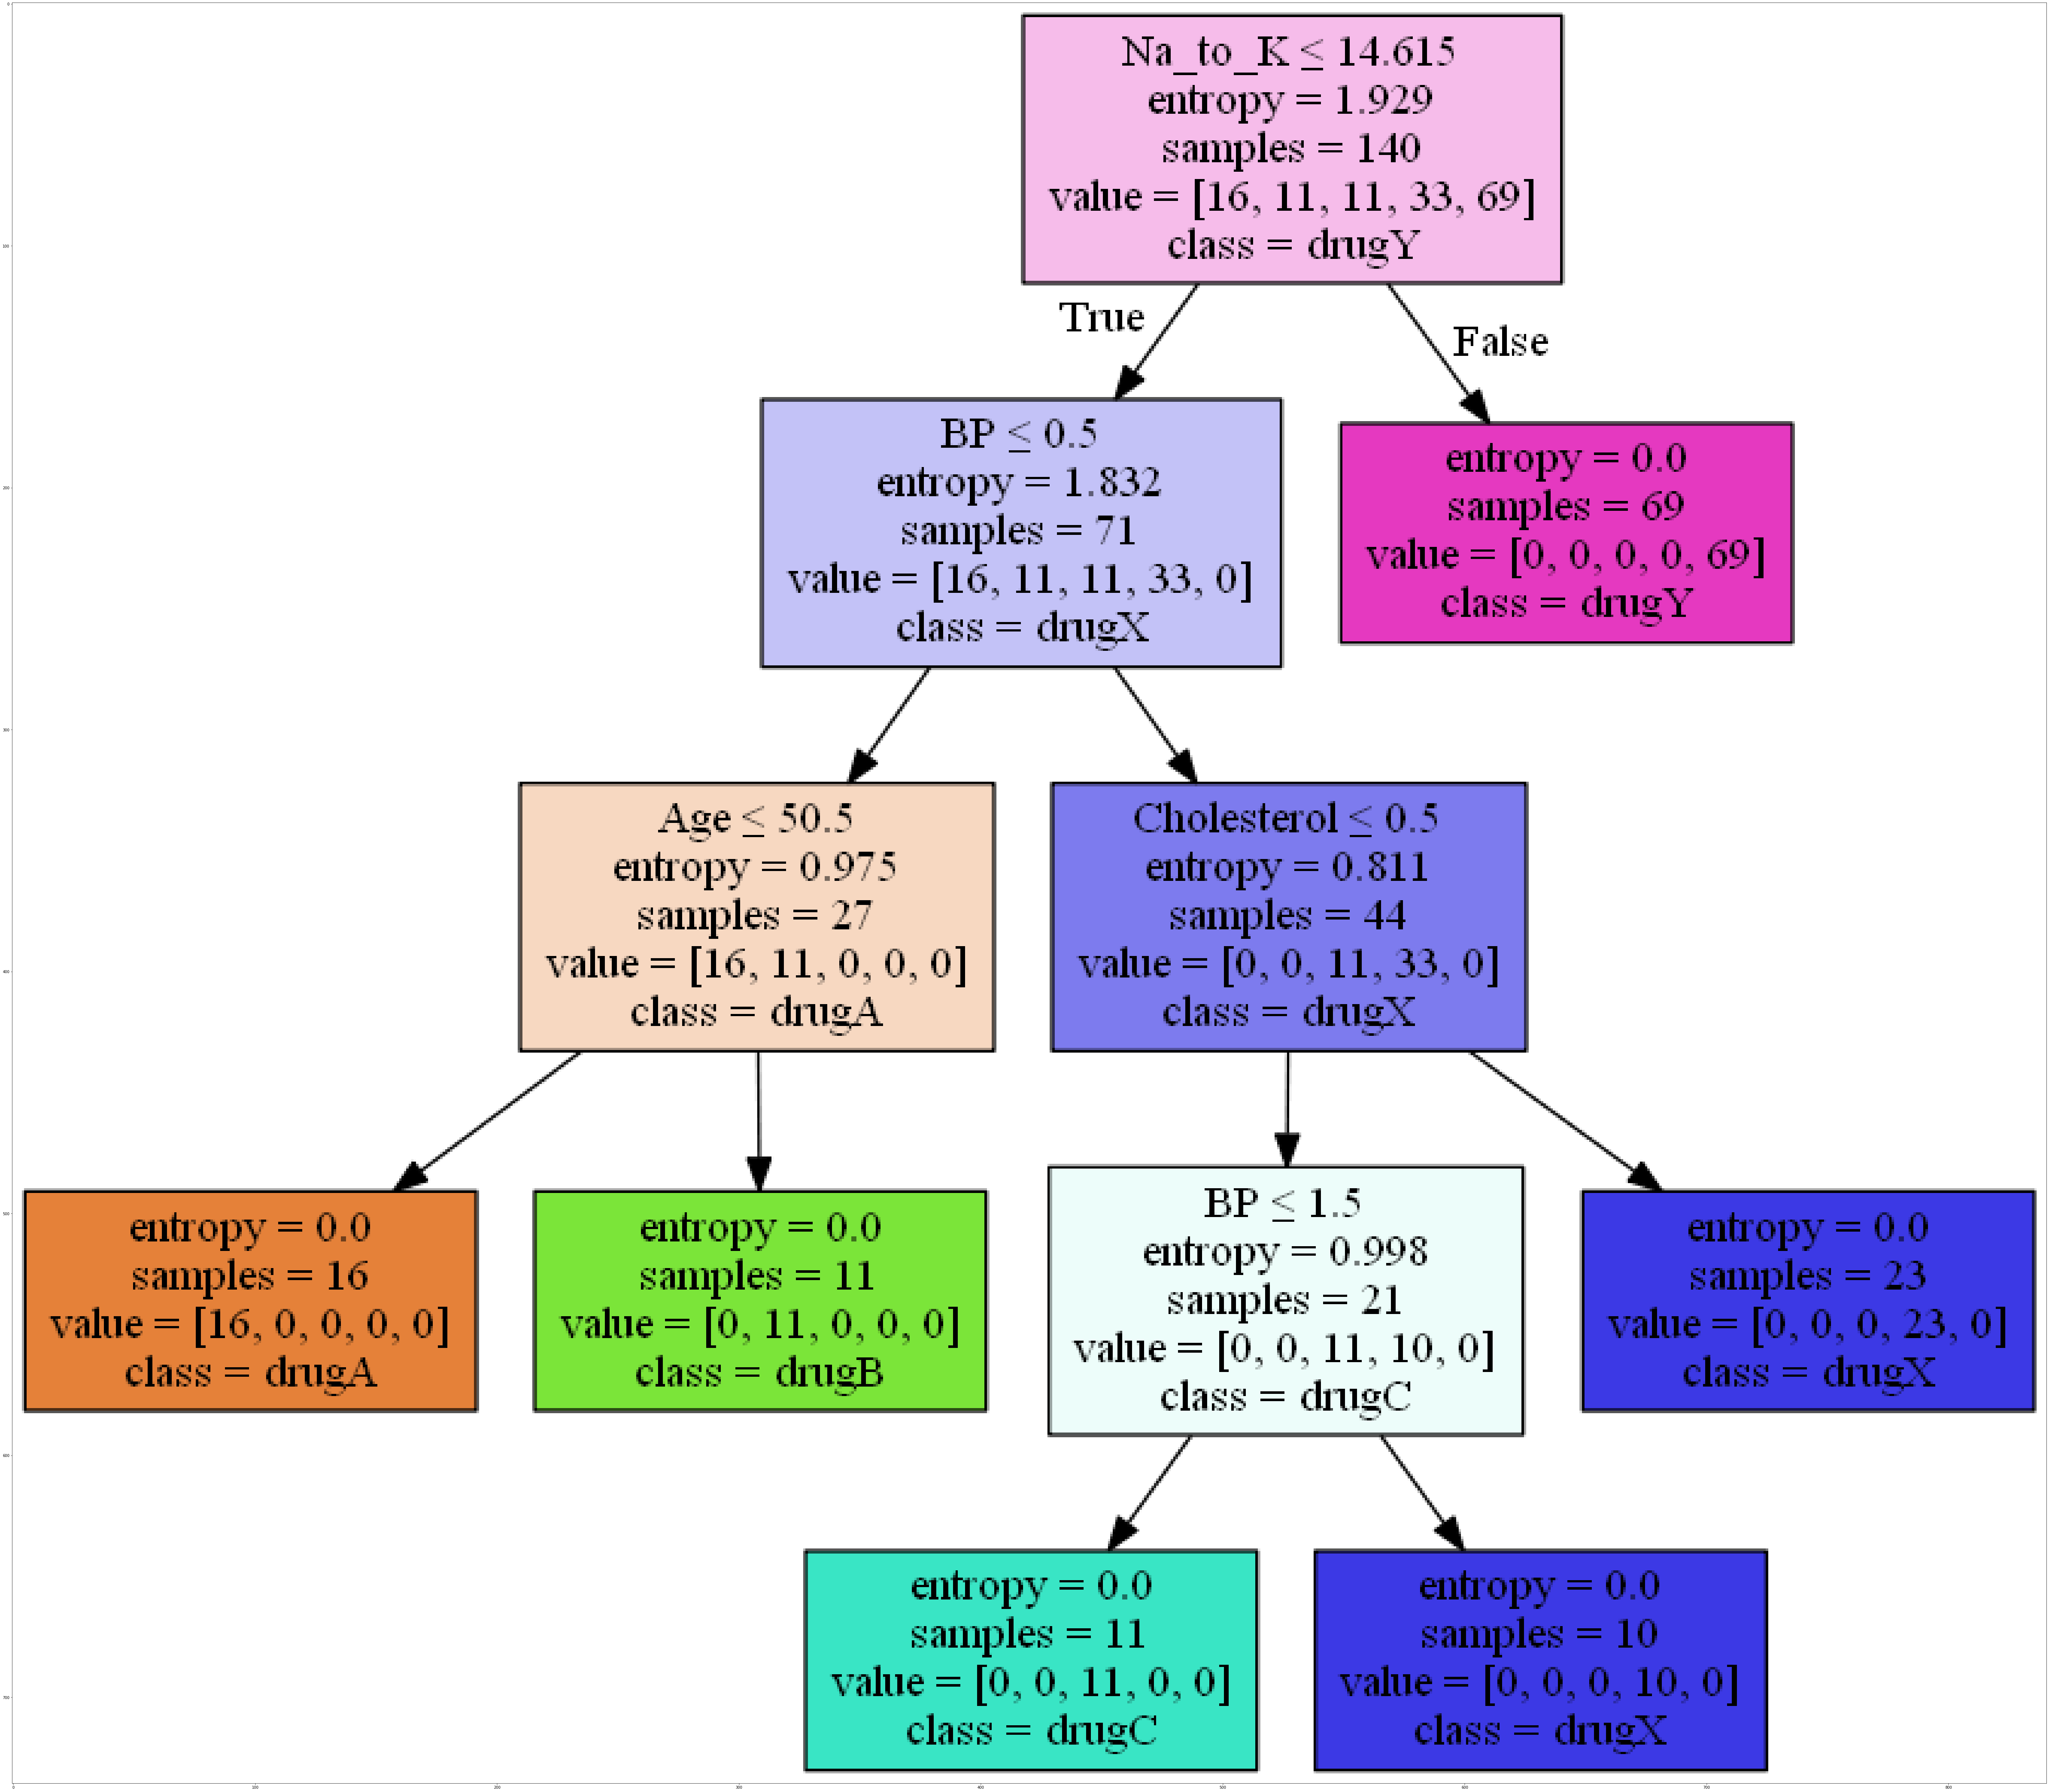 Na_to_K ≤ 14.615
entropy = 1.929
samples = 140
value = [16, 11, 11, 33, 69]
class = drugY
True
False
BP ≤ 0.5
entropy = 1.832
samples = 71
value = [16, 11, 11, 33, 0]
class = drugX
entropy = 0.0
samples = 69
value = [0, 0, 0, 0, 69]
class = drugY
Age ≤ 50.5
entropy = 0.975
samples = 27
value = [16, 11, 0, 0, 0]
class = drugA
Cholesterol ≤ 0.5
entropy = 0.811
samples = 44
value = [0, 0, 11, 33, 0]
class = drugX
entropy = 0.0
samples = 16
value = [16, 0, 0, 0, 0]
class = drugA
entropy = 0.0
samples = 11
value = [0, 11, 0, 0, 0]
class = drugB
BP ≤ 1.5
entropy = 0.998
samples = 21
value = [0, 0, 11, 10, 0]
class = drugC
entropy = 0.0
samples = 23
value = [0, 0, 0, 23, 0]
class = drugX
entropy = 0.0
samples = 11
value = [0, 0, 11, 0, 0]
class = drugC
entropy = 0.0
samples = 10
value = [0, 0, 0, 10, 0]
class = drugX